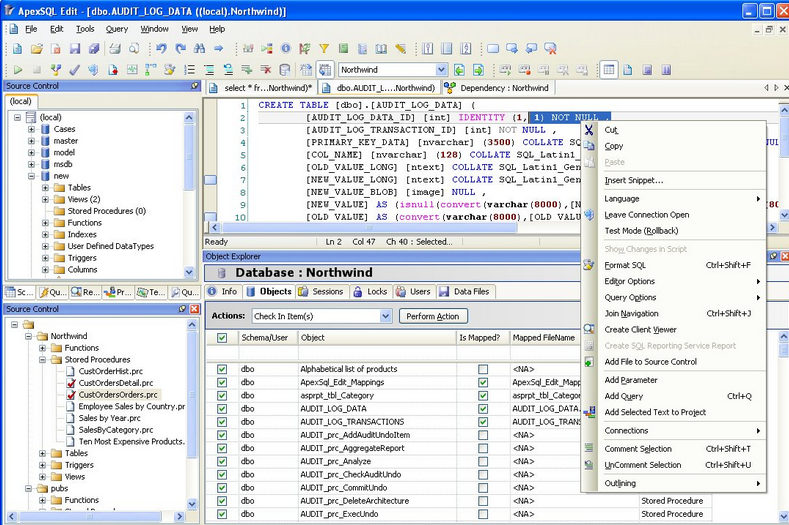 ApexSQL Edit - [dbo.AUDIT_LOG_DATA ((local).Northwind)]
File Edit Tools Query Window View Help
Northwind
Source Control
(local)
(local)
Cases
master
model
msdb
new
Tables
Views (2)
Stored Procedures (0)
Functions
Indexes
User Defined DataTypes
Triggers
Columns
Sc... Qu... Re... Pr... Te... Qu...
Source Control
Northwind
Functions
Stored Procedures
CustOrderHist.prc
CustOrdersDetail.prc
CustOrdersOrders.prc
Employee Sales by Country.pr
Sales by Year.prc
SalesByCategory.prc
Ten Most Expensive Products.
Tables
Triggers
Views
pubs
Functions
select * fr...Northwind)* dbo.AUDIT_L....Northwind) Dependency : Northwind
1 CREATE TABLE [dbo].[AUDIT_LOG_DATA] (
2 [AUDIT_LOG_DATA_ID] [int] IDENTITY (1, 1) NOT NULL ,
3 [AUDIT_LOG_TRANSACTION_ID] [int] NOT NULL ,
4 [PRIMARY_KEY_DATA] [nvarchar] (3500) COLLATE SQL
5 [COL_NAME] [nvarchar] (128) COLLATE SQL_Latin1_
6 [OLD_VALUE_LONG] [ntext] COLLATE SQL_Latin1_Gen
7 [NEW_VALUE_LONG] [ntext] COLLATE SQL_Latin1_Gen
8 [NEW_VALUE_BLOB] [image] NULL ,
9 [NEW_VALUE] AS (isnull(convert(varchar(8000),[N
10 [OLD_VALUE] AS (convert(varchar(8000),[OLD VALU
Ready Ln 2 Col 47 Ch 40 : Selected...
Object Explorer
Database : Northwind
Info Objects Sessions Locks Users Data Files
Actions: Check In Item(s) Perform Action
Schema/User Object Is Mapped? Mapped FileName
dbo Alphabetical list of products <NA>
dbo ApexSql_Edit_Mappings ApexSql_Edit_Ma
dbo asprpt_tbl_Category asprpt_tbl_Catego
dbo AUDIT_LOG_DATA AUDIT_LOG_DATA.
dbo AUDIT_LOG_TRANSACTIONS AUDIT_LOG_TRANS
dbo AUDIT_prc_AddAuditUndoItem <NA>
dbo AUDIT_prc_AggregateReport <NA>
dbo AUDIT_prc_Analyze <NA>
dbo AUDIT_prc_CheckAuditUndo <NA>
dbo AUDIT_prc_CommitUndo <NA>
dbo AUDIT_prc_DeleteArchitecture <NA> Stored Procedure
dbo AUDIT_prc_ExecUndo <NA> Stored Procedure
Cut
Copy
Paste
Insert Snippet...
Language
Leave Connection Open
Test Mode (Rollback)
Show Changes in Script
Format SQL Ctrl+Shift+F
Editor Options
Query Options
Join Navigation Ctrl+Shift+J
Create Client Viewer
Create SQL Reporting Service Report
Add File to Source Control
Add Parameter
Add Query Ctrl+Q
Add Selected Text to Project
Connections
Comment Selection Ctrl+Shift+T
UnComment Selection Ctrl+Shift+U
Outlining